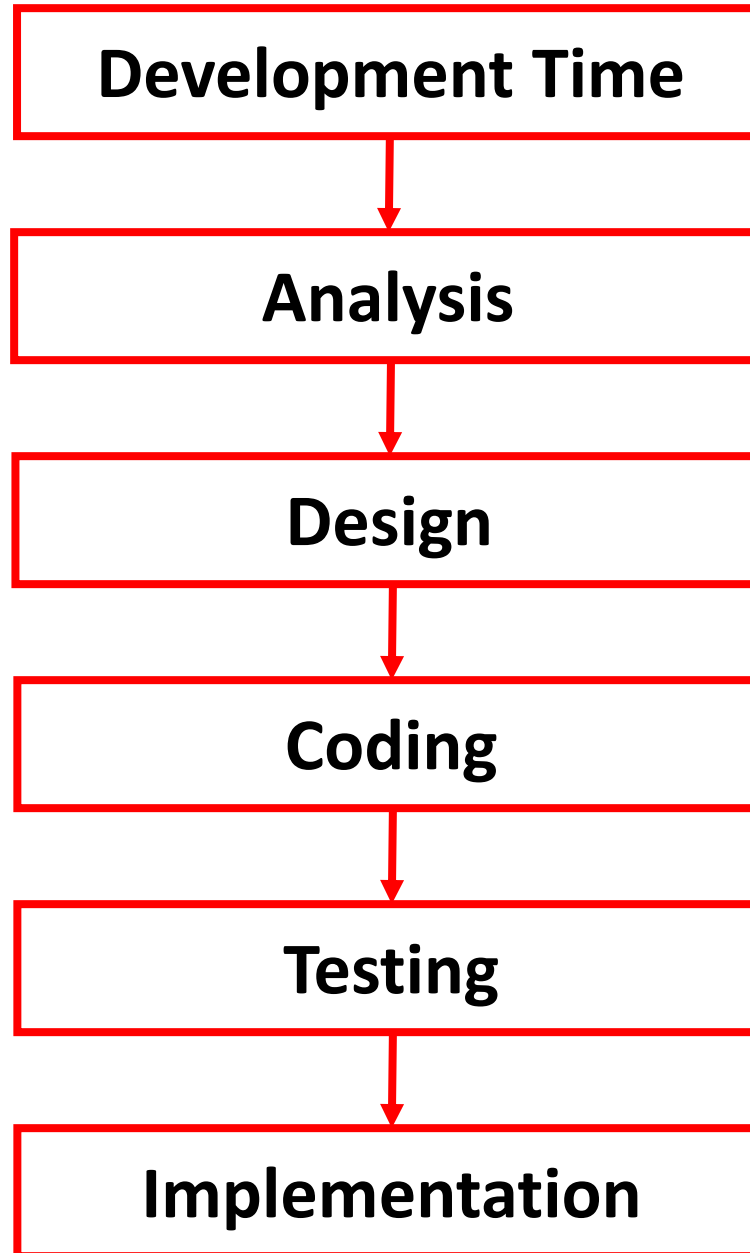 Development Time
Analysis
Design
Coding
Testing
Implementation